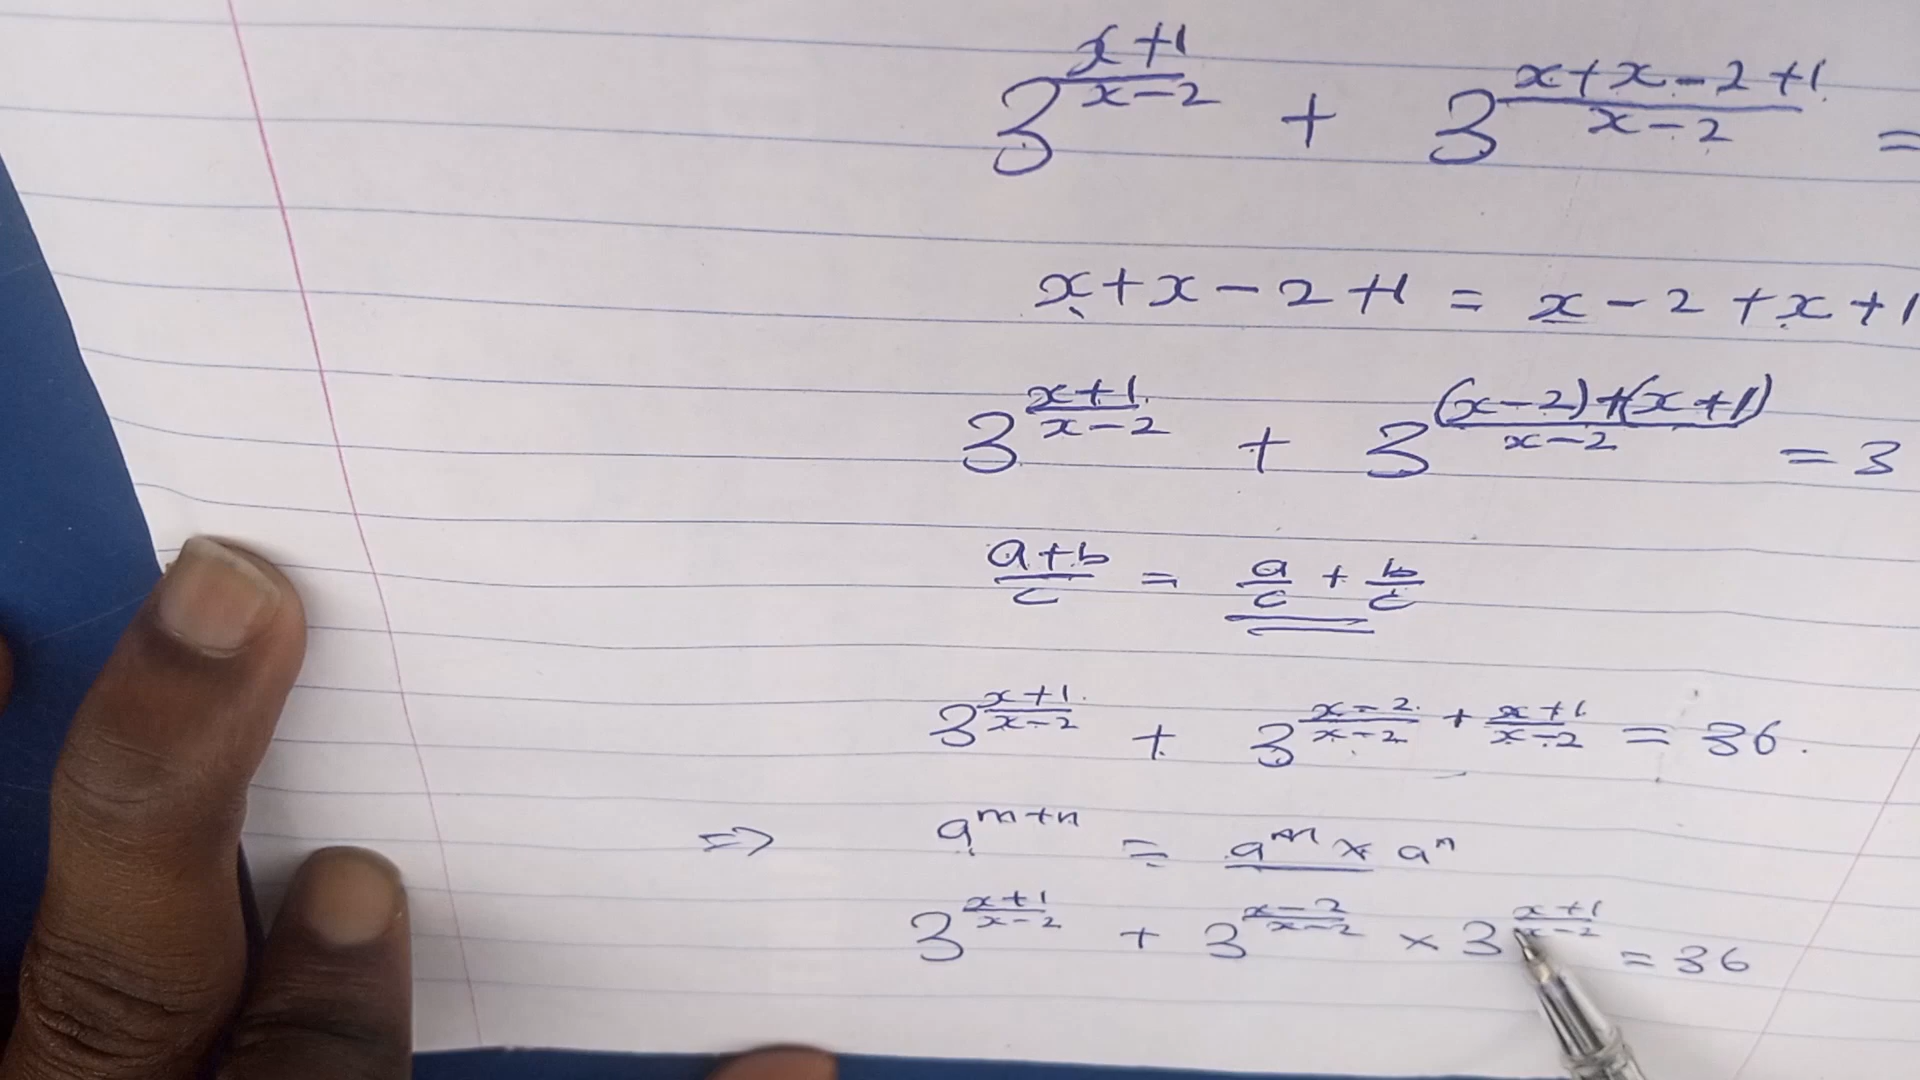 3^((x+1)/(x-2)) + 3^((x+x-2+1)/(x-2)) =
x+x-2+1 = x-2+x+1
3^((x+1)/(x-2)) + 3^(((x-2)+(x+1))/(x-2)) = 3
(a+b)/c = a/c + b/c
3^((x+1)/(x-2)) + 3^((x-2)/(x-2) + (x+1)/(x-2)) = 36.
=> a^(m+n) = a^m × a^n
3^((x+1)/(x-2)) + 3^((x-2)/(x-2)) × 3^((x+1)/(x-2)) = 36